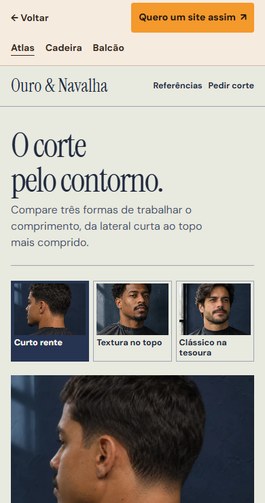 ← Voltar
Quero um site assim ↗
Atlas Cadeira Balcão
Ouro & Navalha
Referências Pedir corte
O corte
pelo contorno.
Compare três formas de trabalhar o
comprimento, da lateral curta ao topo
mais comprido.
Curto rente
Textura no topo
Clássico na
tesoura